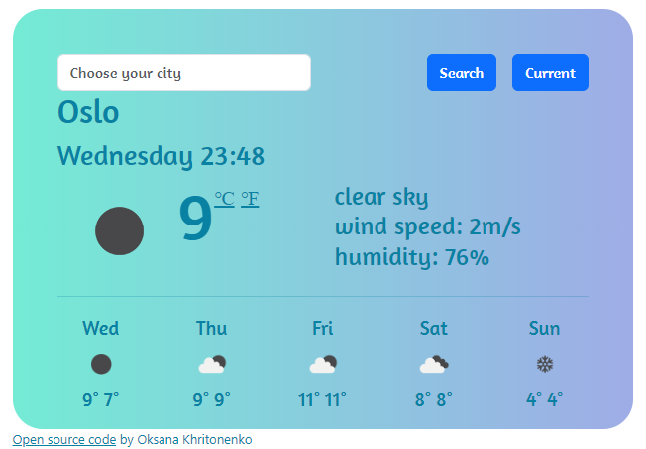 Choose your city Search Current
Oslo
Wednesday 23:48
9 °C °F
clear sky
wind speed: 2m/s
humidity: 76%
Wed Thu Fri Sat Sun
9° 7° 9° 9° 11° 11° 8° 8° 4° 4°
Open source code by Oksana Khritonenko